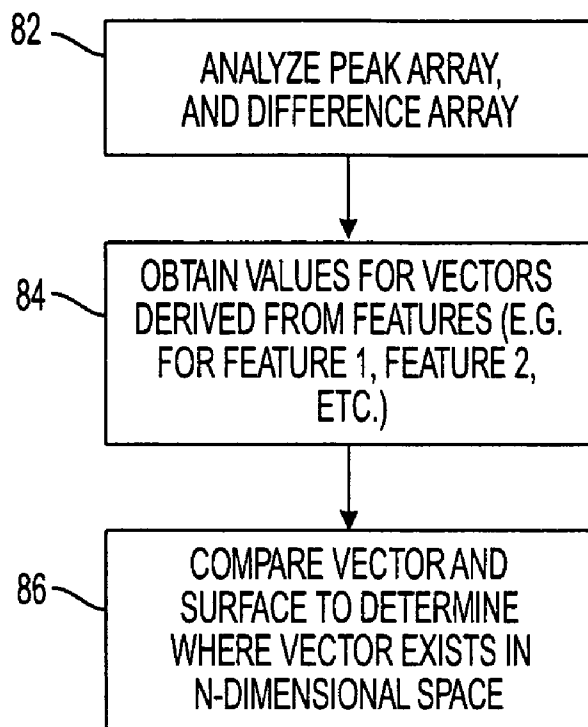 82
ANALYZE PEAK ARRAY,
AND DIFFERENCE ARRAY
84
OBTAIN VALUES FOR VECTORS
DERIVED FROM FEATURES (E.G.
FOR FEATURE 1, FEATURE 2,
ETC.)
86
COMPARE VECTOR AND
SURFACE TO DETERMINE
WHERE VECTOR EXISTS IN
N-DIMENSIONAL SPACE